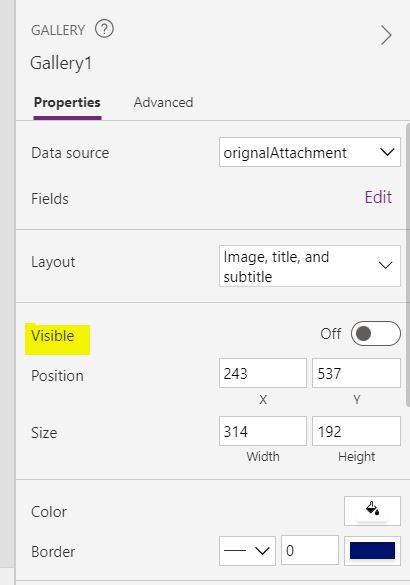 GALLERY ?
Gallery1
Properties Advanced
Data source orignalAttachment
Fields Edit
Layout Image, title, and
subtitle
Visible Off
Position 243 537
X Y
Size 314 192
Width Height
Color
Border 0